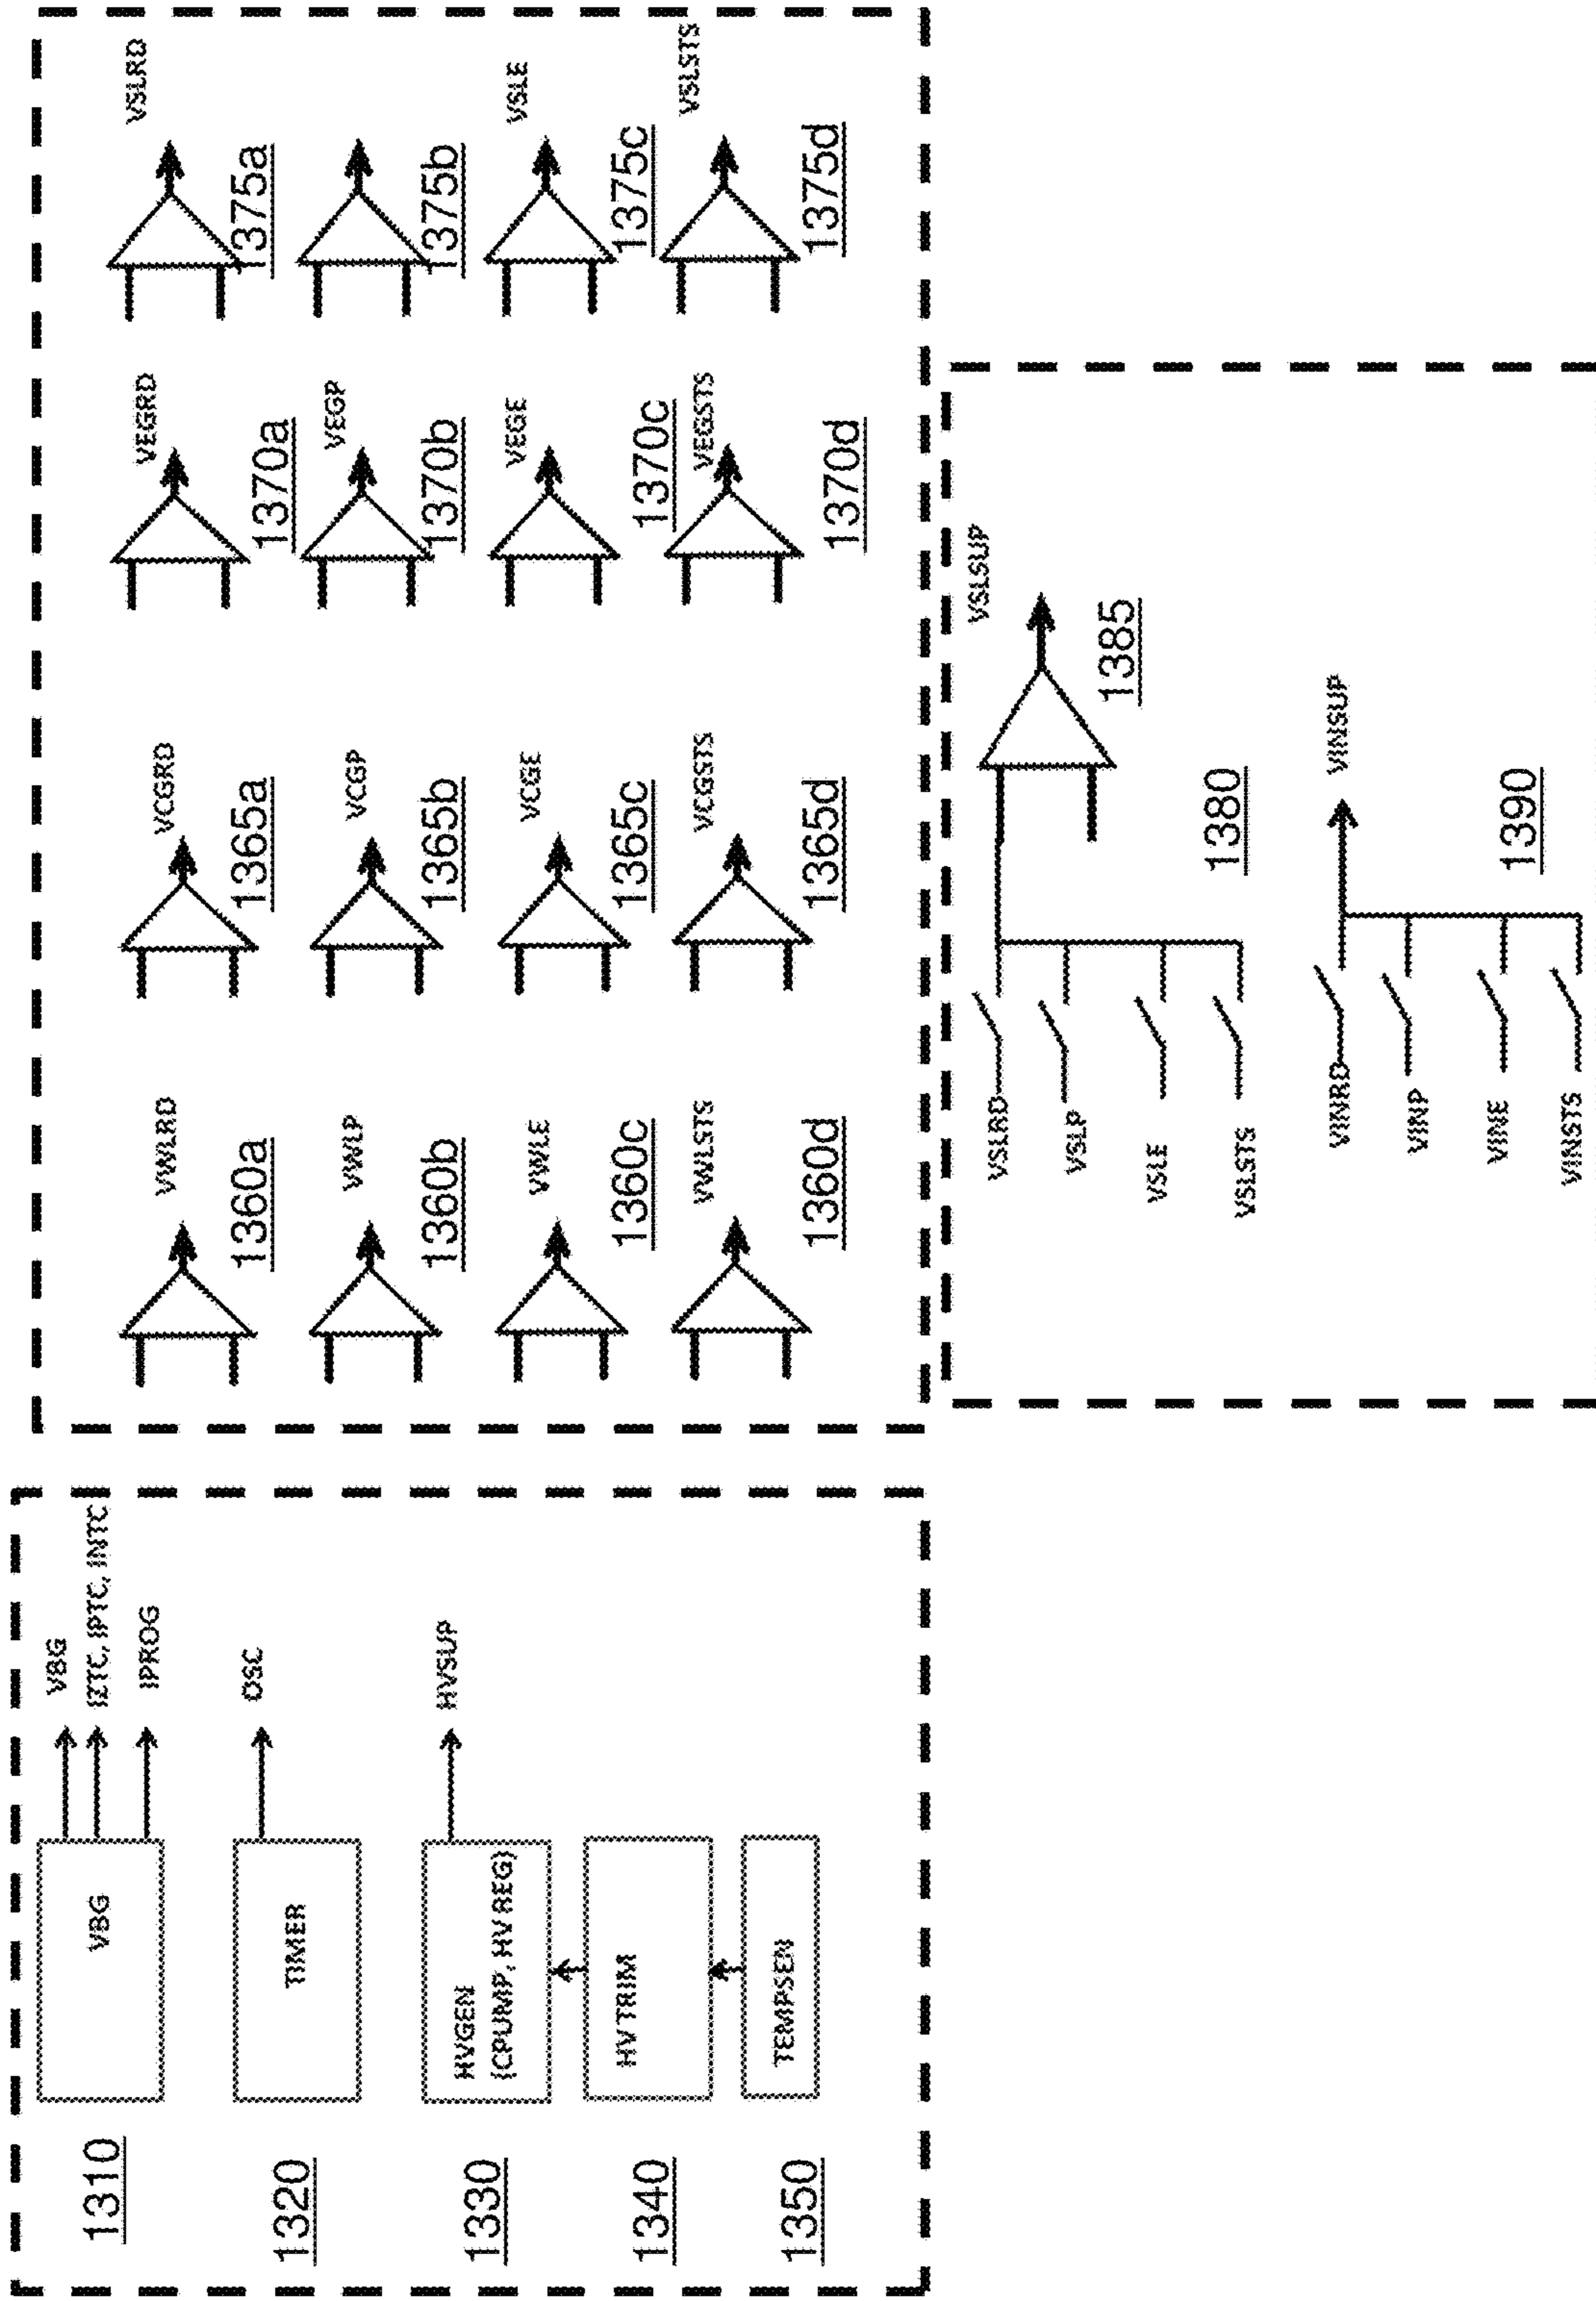 1310
VBG
VBG
IZTC, IPTC, INTC
IPROG
1320
TIMER
OSC
1330
HVGEN
(CPUMP, HV REG)
HVSUP
1340
HV TRIM
1350
TEMPSEN
VWLRD
1360a
VCGRD
1365a
VEGRD
1370a
VSLRD
1375a
VWLP
1360b
VCGP
1365b
VEGP
1370b
1375b
VWLE
1360c
VCGE
1365c
VEGE
1370c
VSLE
1375c
VWLSTS
1360d
VCGSTS
1365d
VEGSTS
1370d
VSLSTS
1375d
VSLSUP
VSLRD
VSLP
1385
VSLE
VSLSTS
1380
VINSUP
VINRD
VINP
VINE
VINSTS
1390